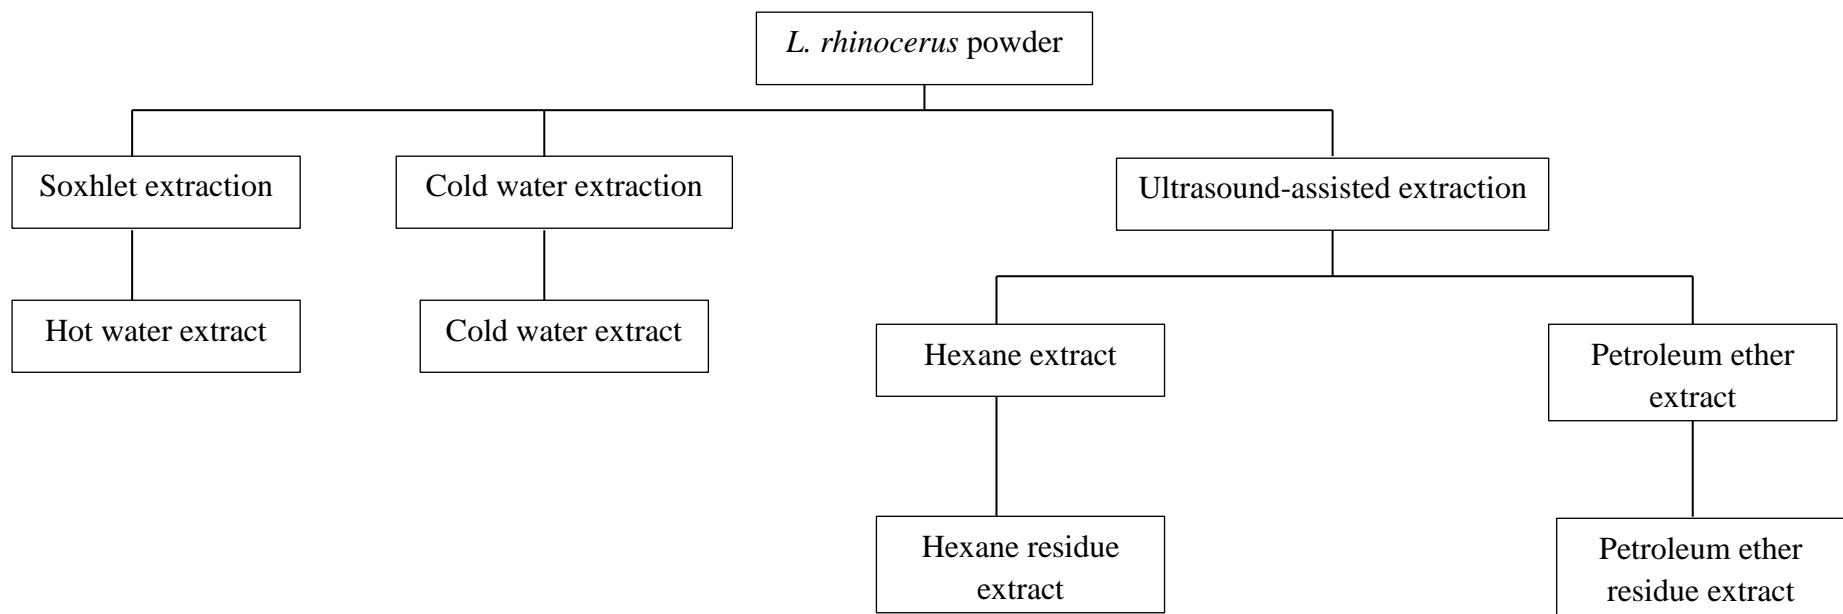 L. rhinocerus powder
Soxhlet extraction
Cold water extraction
Ultrasound-assisted extraction
Hot water extract
Cold water extract
Hexane extract
Petroleum ether
extract
Hexane residue
extract
Petroleum ether
residue extract